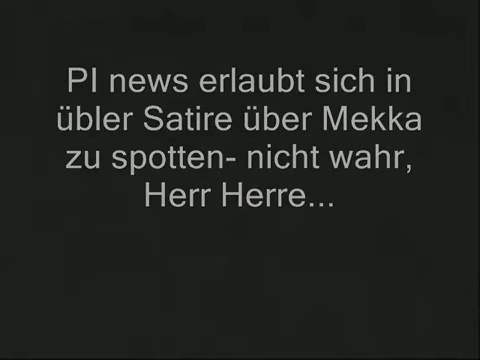 PI news erlaubt sich in
übler Satire über Mekka
zu spotten- nicht wahr,
Herr Herre...